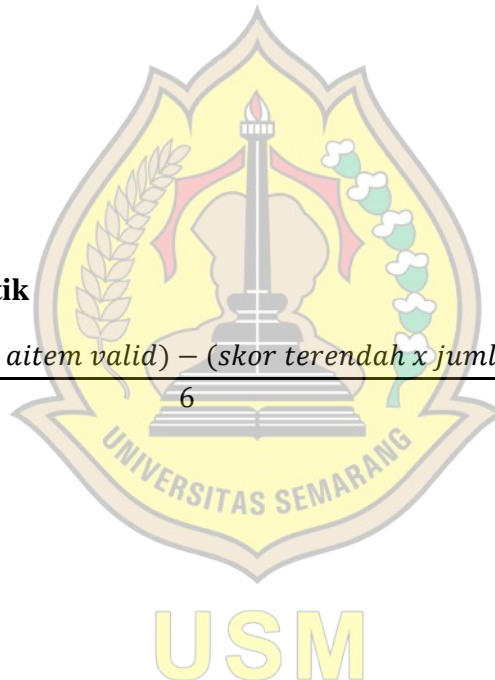 tik
aitem valid) − (skor terendah x juml
6
UNIVERSITAS SEMARANG
USM